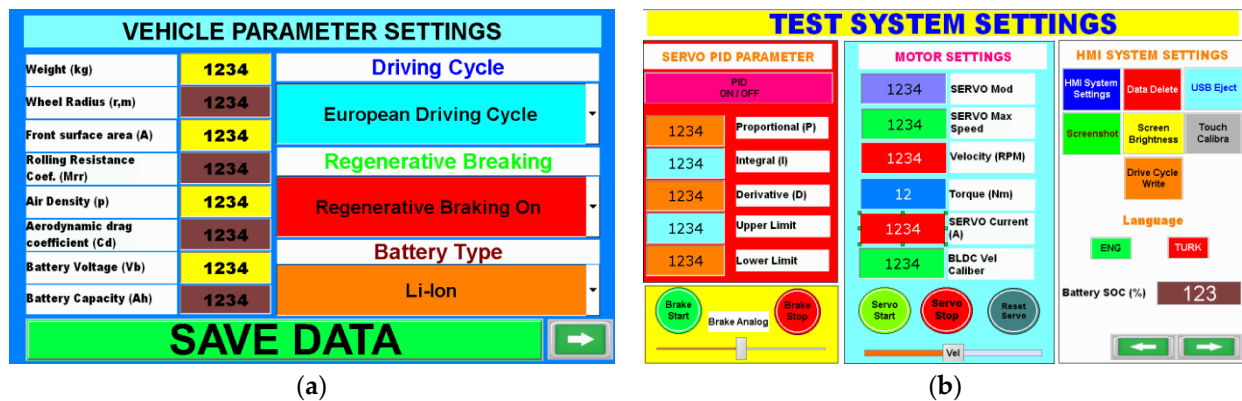 VEHICLE PARAMETER SETTINGS
Weight (kg) 1234
Wheel Radius (r,m) 1234
Front surface area (A) 1234
Rolling Resistance
Coef. (Mrr) 1234
Air Density (p) 1234
Aerodynamic drag
coefficient (Cd) 1234
Battery Voltage (Vb) 1234
Battery Capacity (Ah) 1234
Driving Cycle
European Driving Cycle
Regenerative Breaking
Regenerative Braking On
Battery Type
Li-Ion
SAVE DATA
(a)
TEST SYSTEM SETTINGS
SERVO PID PARAMETER
PID
ON / OFF
1234 Proportional (P)
1234 Integral (I)
1234 Derivative (D)
1234 Upper Limit
1234 Lower Limit
Brake
Start
Brake Analog
Brake
Stop
MOTOR SETTINGS
1234 SERVO Mod
1234 SERVO Max
Speed
1234 Velocity (RPM)
12 Torque (Nm)
1234 SERVO Current
(A)
1234 BLDC Vel
Caliber
Servo
Start
Servo
Stop
Reset
Servo
Vel
HMI SYSTEM SETTINGS
HMI System
Settings
Data Delete
USB Eject
Screenshot
Screen
Brightness
Touch
Calibra
Drive Cycle
Write
Language
ENG
TURK
Battery SOC (%) 123
(b)